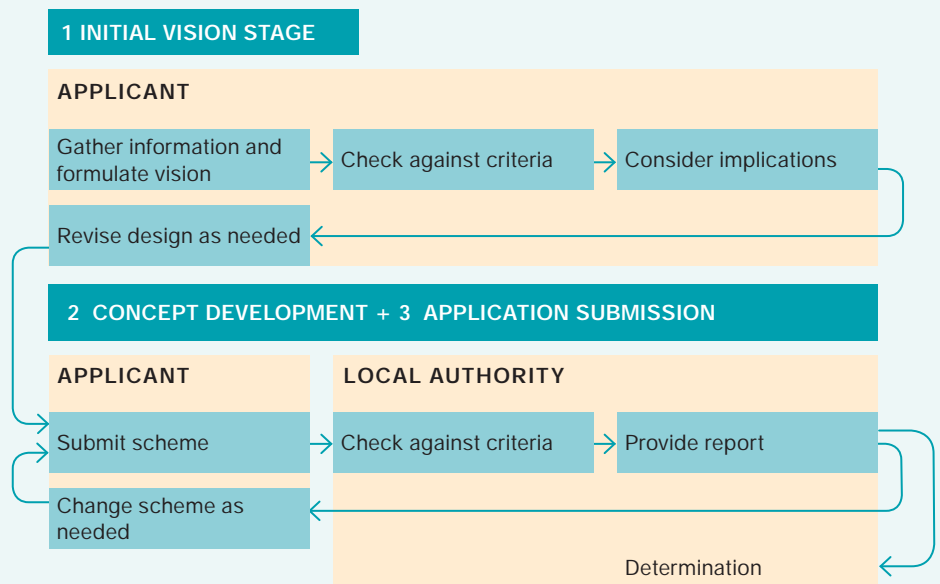 1 INITIAL VISION STAGE
APPLICANT
Gather information and
formulate vision
Check against criteria
Consider implications
Revise design as needed
2 CONCEPT DEVELOPMENT + 3 APPLICATION SUBMISSION
APPLICANT
LOCAL AUTHORITY
Submit scheme
Check against criteria
Provide report
Change scheme as
needed
Determination